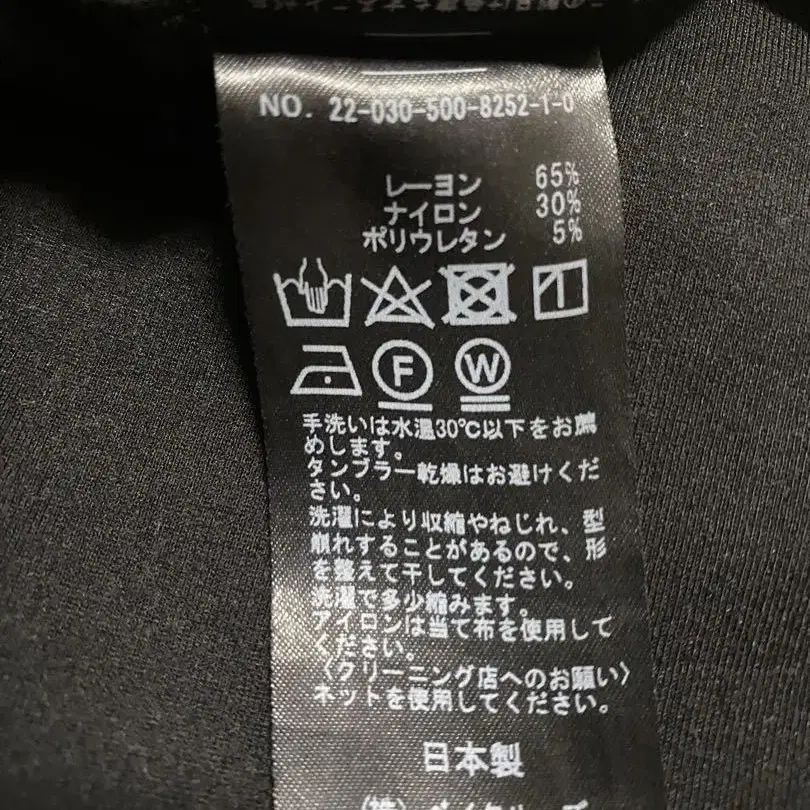 NO. 22-030-500-8252-1-0
レーヨン 65%
ナイロン 30%
ポリウレタン 5%
F W
手洗いは水温30℃以下をお薦
めします。
タンブラー乾燥はお避けくだ
さい。
洗濯により収縮やねじれ、型
崩れすることがあるので、形
を整えて干してください。
洗濯で多少縮みます。
アイロンは当て布を使用して
ください。
〈クリーニング店へのお願い〉
ネットを使用してください。
日本製